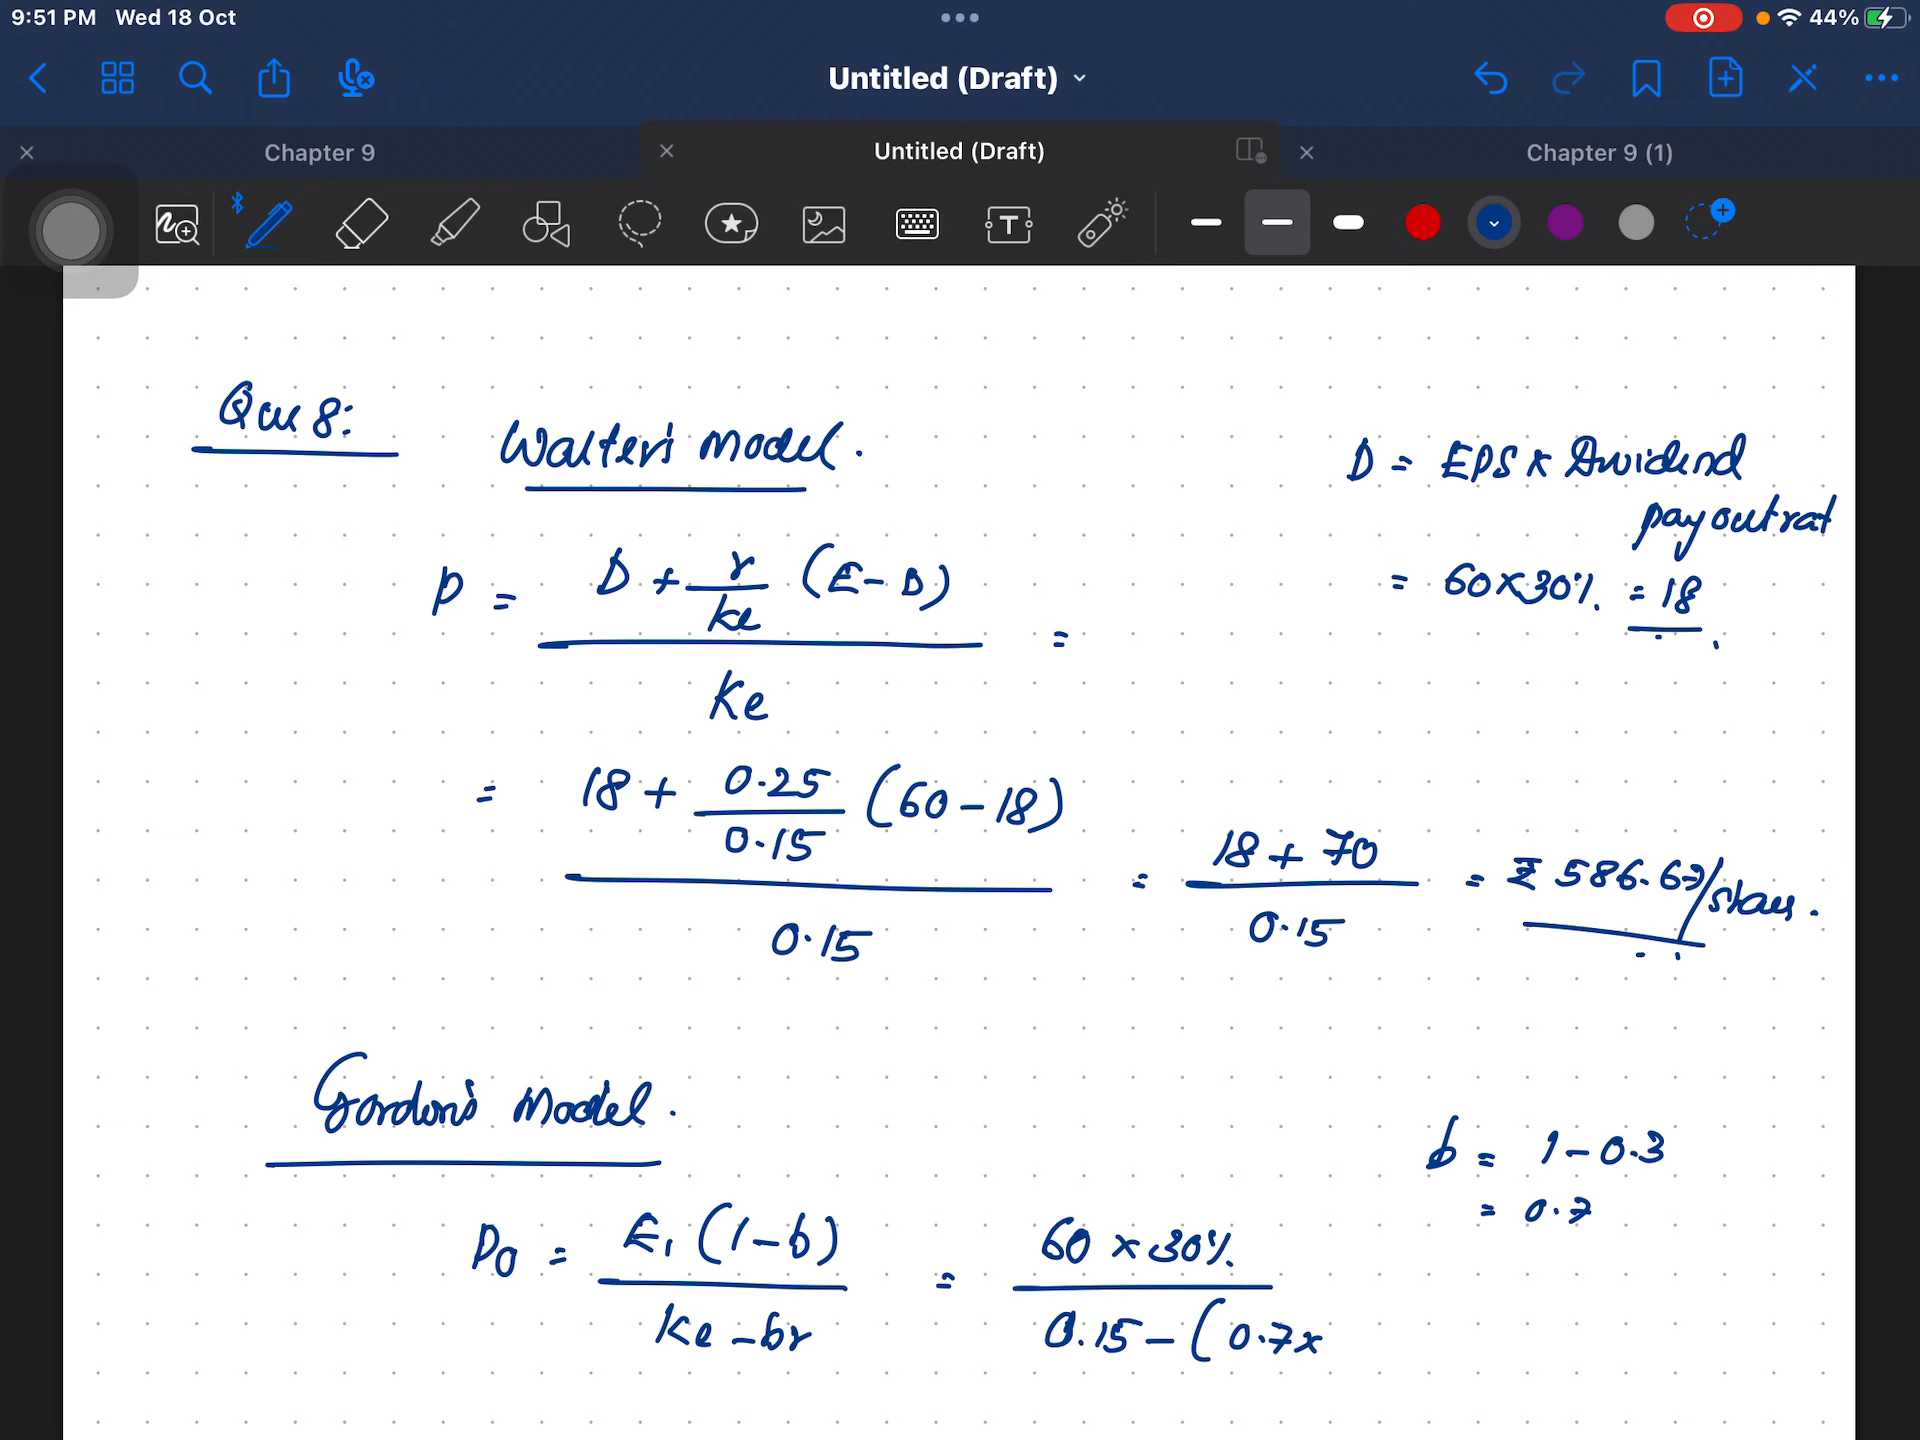 9:51 PM Wed 18 Oct
44%
Untitled (Draft)
Chapter 9
Untitled (Draft)
Chapter 9 (1)
Que 8:
Walter's Model.
D = EPS x Dividend
payout rat
= 60x30% = 18
P = D + r/ke (E-D) / Ke =
= 18 + 0.25/0.15 (60-18) / 0.15 = 18 + 70 / 0.15 = ₹ 586.67/share.
Gordon's Model.
b = 1-0.3
= 0.7
P0 = E1 (1-b) / Ke - br = 60 x 30% / 0.15 - (0.7x